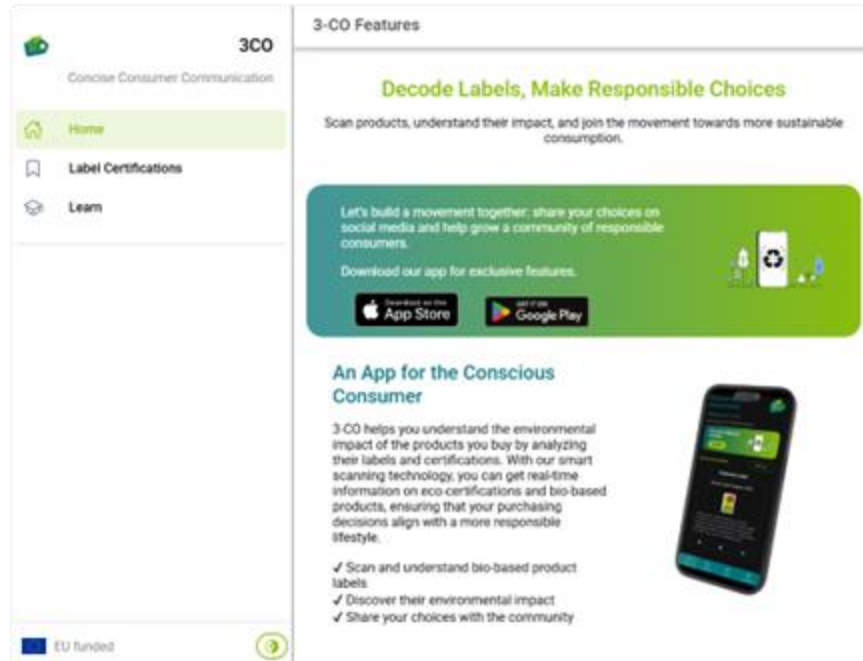 3CO
Concise Consumer Communication
Home
Label Certifications
Learn
EU funded
3-CO Features
Decode Labels, Make Responsible Choices
Scan products, understand their impact, and join the movement towards more sustainable
consumption.
Let's build a movement together: share your choices on
social media and help grow a community of responsible
consumers.
Download our app for exclusive features.
Download on the
App Store
GET IT ON
Google Play
An App for the Conscious
Consumer
3-CO helps you understand the environmental
impact of the products you buy by analyzing
their labels and certifications. With our smart
scanning technology, you can get real-time
information on eco-certifications and bio-based
products, ensuring that your purchasing
decisions align with a more responsible
lifestyle.
✓ Scan and understand bio-based product
labels
✓ Discover their environmental impact
✓ Share your choices with the community